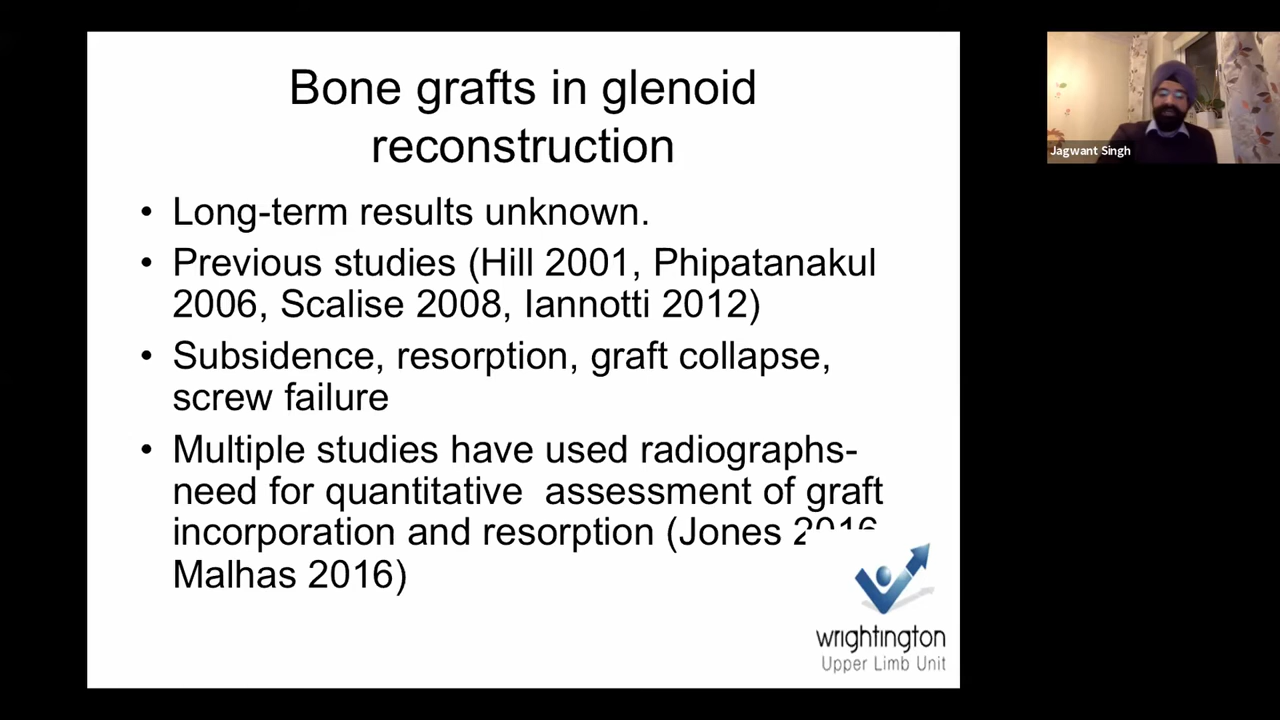 Bone grafts in glenoid
reconstruction
• Long-term results unknown.
• Previous studies (Hill 2001, Phipatanakul
2006, Scalise 2008, Iannotti 2012)
• Subsidence, resorption, graft collapse,
screw failure
• Multiple studies have used radiographs-
need for quantitative assessment of graft
incorporation and resorption (Jones 2016
Malhas 2016)
wrightington
Upper Limb Unit
Jagwant Singh